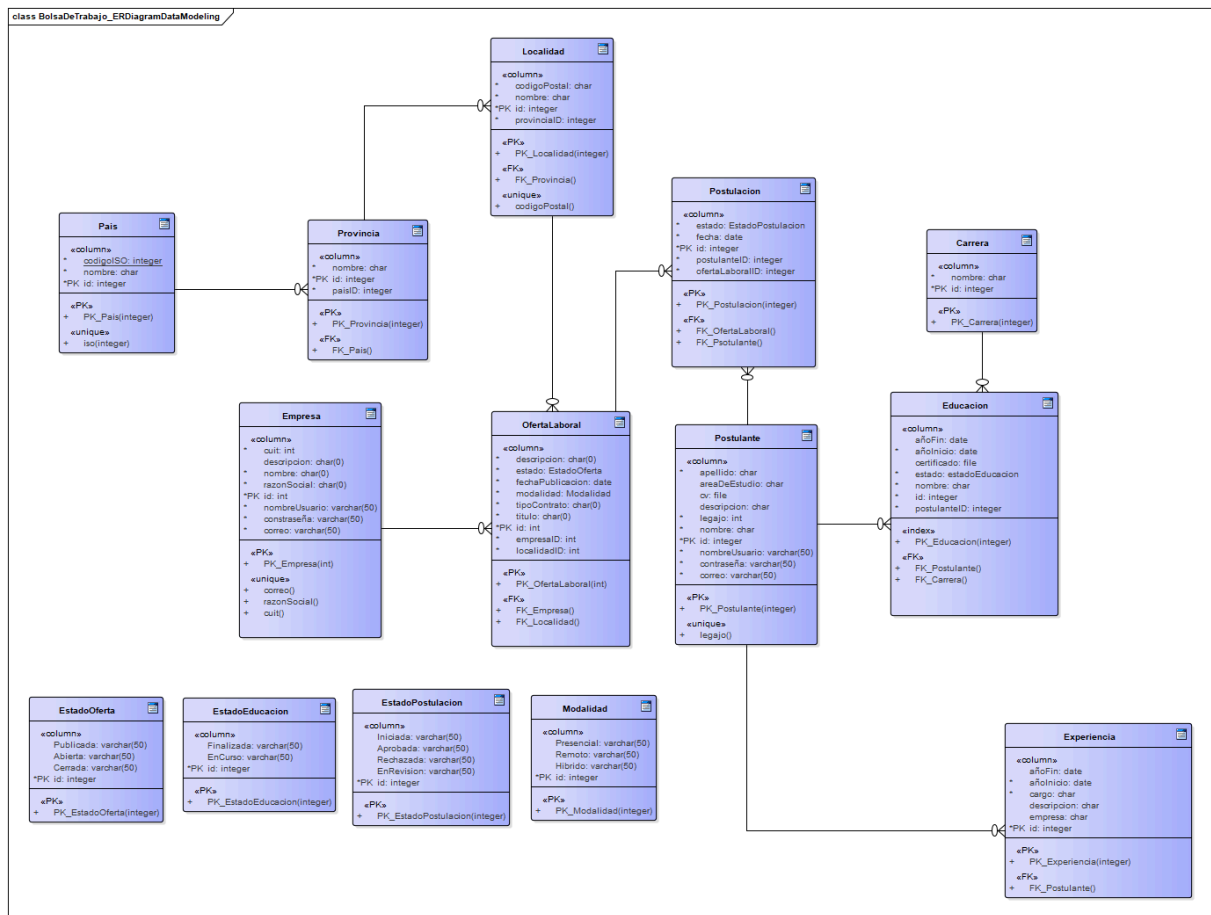 class BolsaDeTrabajo_ERDiagramDataModeling
Localidad
«column»
* codigoPostal: char
* nombre: char
*PK id: integer
* provinciaID: integer
«PK»
+ PK_Localidad(integer)
«FK»
+ FK_Provincia()
«unique»
+ codigoPostal()
Pais
«column»
* codigoISO: integer
* nombre: char
*PK id: integer
«PK»
+ PK_Pais(integer)
«unique»
+ iso(integer)
Provincia
«column»
* nombre: char
*PK id: integer
* paisID: integer
«PK»
+ PK_Provincia(integer)
«FK»
+ FK_Pais()
Postulacion
«column»
* estado: EstadoPostulacion
* fecha: date
*PK id: integer
* postulanteID: integer
* ofertaLaboralID: integer
«PK»
+ PK_Postulacion(integer)
«FK»
+ FK_OfertaLaboral()
+ FK_Psotulante()
Carrera
«column»
* nombre: char
*PK id: integer
«PK»
+ PK_Carrera(integer)
Empresa
«column»
* cuit: int
descripcion: char(0)
* nombre: char(0)
* razonSocial: char(0)
*PK id: int
* nombreUsuario: varchar(50)
* constraseña: varchar(50)
* correo: varchar(50)
«PK»
+ PK_Empresa(int)
«unique»
+ correo()
+ razonSocial()
+ cuit()
OfertaLaboral
«column»
* descripcion: char(0)
* estado: EstadoOferta
* fechaPublicacion: date
* modalidad: Modalidad
* tipoContrato: char(0)
* titulo: char(0)
*PK id: int
* empresaID: int
* localidadID: int
«PK»
+ PK_OfertaLaboral(int)
«FK»
+ FK_Empresa()
+ FK_Localidad()
Postulante
«column»
* apellido: char
areaDeEstudio: char
cv: file
descripcion: char
* legajo: int
* nombre: char
*PK id: integer
* nombreUsuario: varchar(50)
* contraseña: varchar(50)
* correo: varchar(50)
«PK»
+ PK_Postulante(integer)
«unique»
+ legajo()
Educacion
«column»
añoFin: date
* añoInicio: date
certificado: file
* estado: estadoEducacion
* nombre: char
* id: integer
* postulanteID: integer
«index»
+ PK_Educacion(integer)
«FK»
+ FK_Postulante()
+ FK_Carrera()
EstadoOferta
«column»
Publicada: varchar(50)
Abierta: varchar(50)
Cerrada: varchar(50)
*PK id: integer
«PK»
+ PK_EstadoOferta(integer)
EstadoEducacion
«column»
Finalizada: varchar(50)
EnCurso: varchar(50)
*PK id: integer
«PK»
+ PK_EstadoEducacion(integer)
EstadoPostulacion
«column»
Iniciada: varchar(50)
Aprobada: varchar(50)
Rechazada: varchar(50)
EnRevision: varchar(50)
*PK id: integer
«PK»
+ PK_EstadoPostulacion(integer)
Modalidad
«column»
Presencial: varchar(50)
Remoto: varchar(50)
Hibrido: varchar(50)
*PK id: integer
«PK»
+ PK_Modalidad(integer)
Experiencia
«column»
añoFin: date
* añoInicio: date
* cargo: char
descripcion: char
empresa: char
*PK id: integer
«PK»
+ PK_Experiencia(integer)
«FK»
+ FK_Postulante()